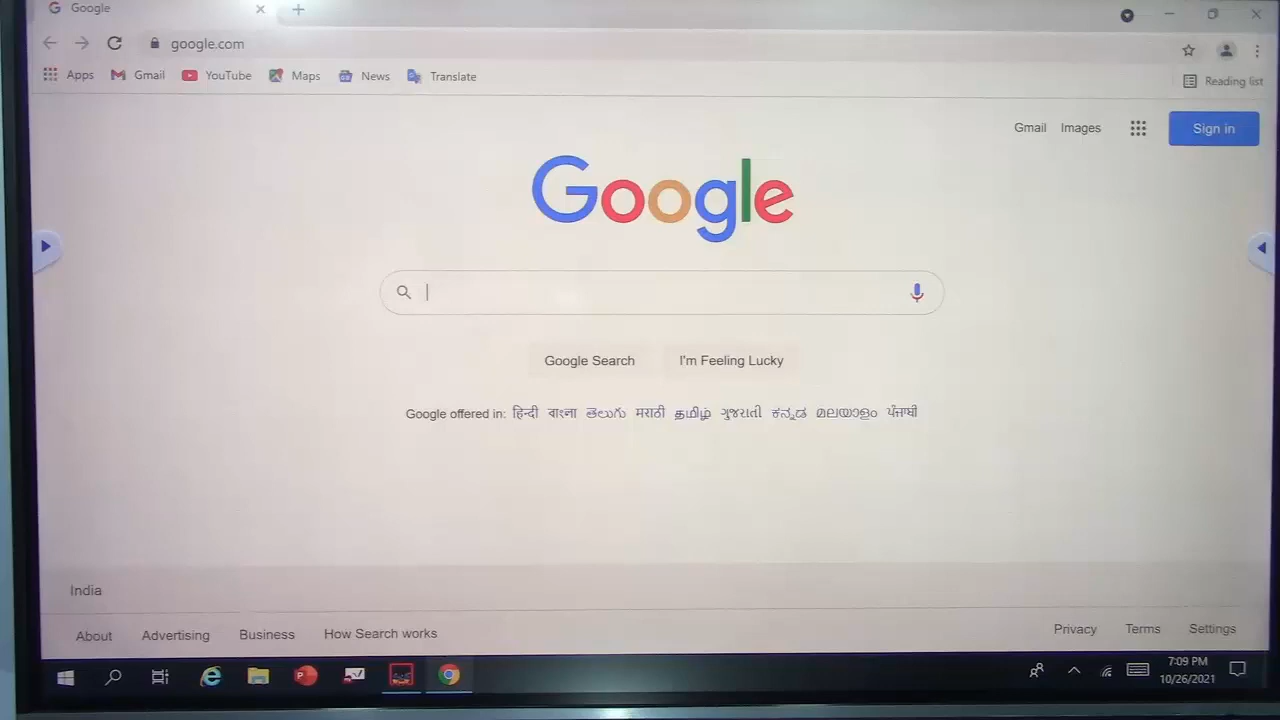 Google
google.com
Apps Gmail YouTube Maps News Translate
Reading list
Gmail Images Sign in
Google
Google Search I'm Feeling Lucky
Google offered in: हिन्दी বাংলা తెలుగు मराठी தமிழ் ગુજરાતી ಕನ್ನಡ മലയാളം ਪੰਜਾਬੀ
India
About Advertising Business How Search works Privacy Terms Settings
7:09 PM
10/26/2021